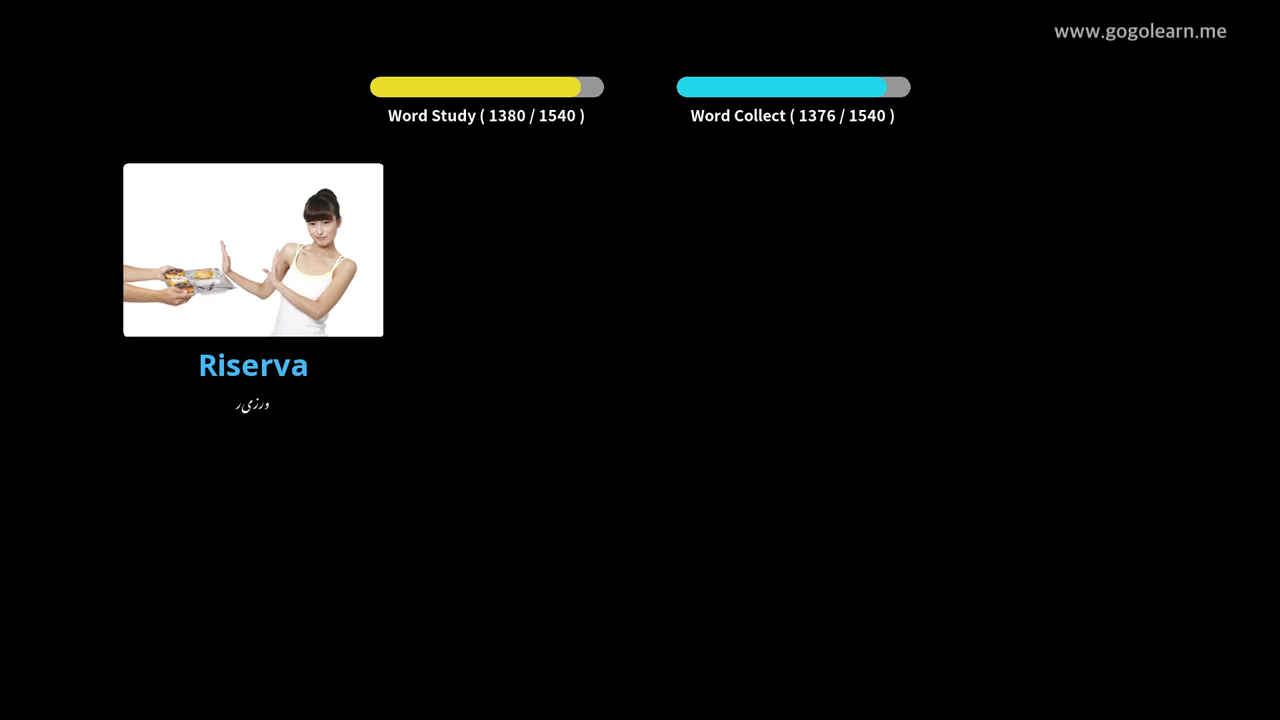 www.gogolearn.me
Word Study ( 1380 / 1540 )
Word Collect ( 1376 / 1540 )
Riserva
ورزی‌ر